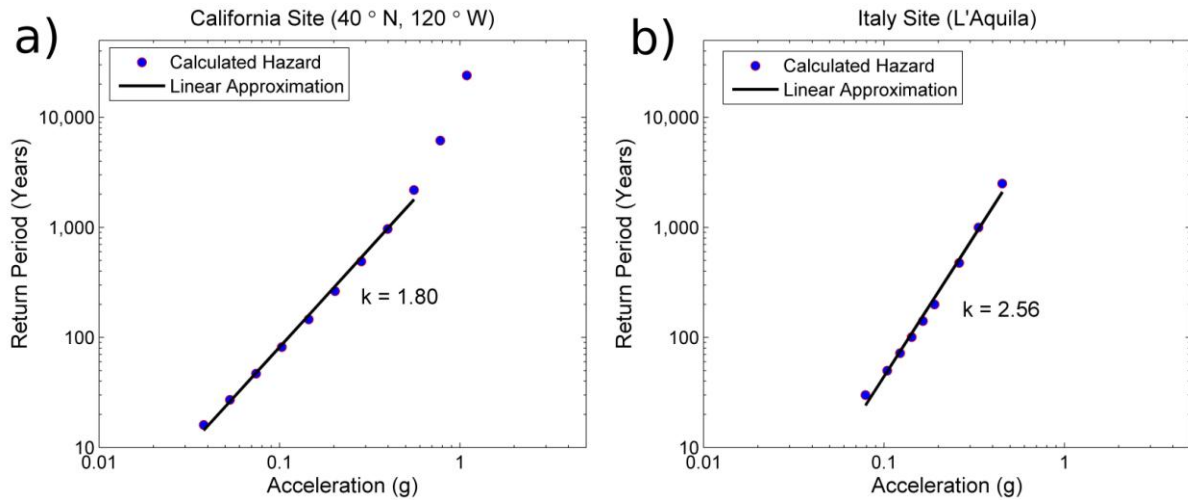 a)
California Site (40 ° N, 120 ° W)
Calculated Hazard
Linear Approximation
Return Period (Years)
10,000
1,000
100
10
k = 1.80
0.01
0.1
1
Acceleration (g)
b)
Italy Site (L'Aquila)
Calculated Hazard
Linear Approximation
Return Period (Years)
10,000
1,000
100
10
k = 2.56
0.01
0.1
1
Acceleration (g)